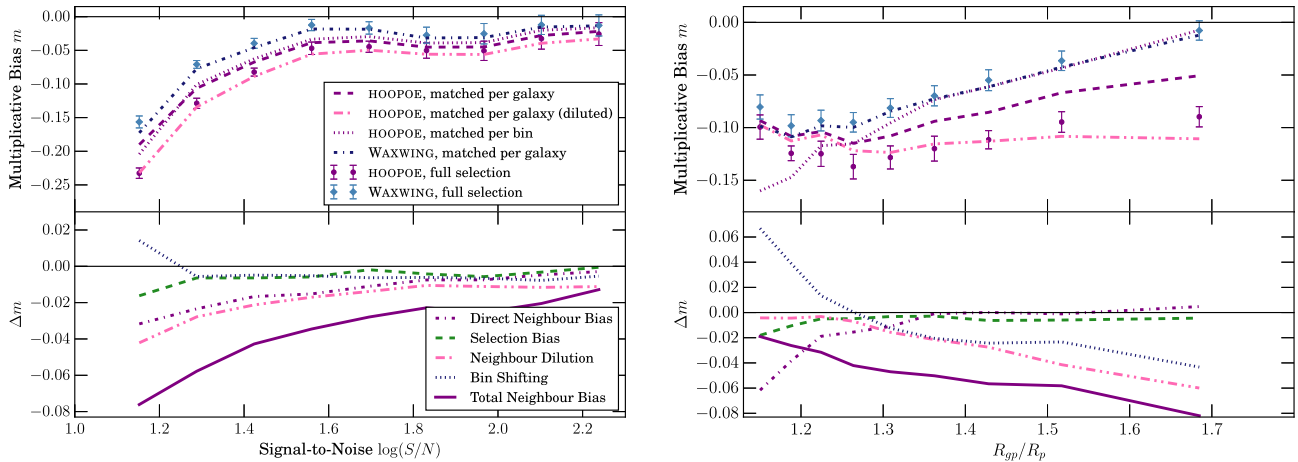 0.00
−0.05
−0.10
−0.15
−0.20
−0.25
Multiplicative Bias m
HOOPOE, matched per galaxy
HOOPOE, matched per galaxy (diluted)
HOOPOE, matched per bin
WAXWING, matched per galaxy
HOOPOE, full selection
WAXWING, full selection
0.02
0.00
−0.02
−0.04
−0.06
−0.08
Δm
Direct Neighbour Bias
Selection Bias
Neighbour Dilution
Bin Shifting
Total Neighbour Bias
1.0 1.2 1.4 1.6 1.8 2.0 2.2
Signal-to-Noise log(S/N)
0.00
−0.05
−0.10
−0.15
Multiplicative Bias m
0.06
0.04
0.02
0.00
−0.02
−0.04
−0.06
−0.08
Δm
1.2 1.3 1.4 1.5 1.6 1.7
R_gp/R_p